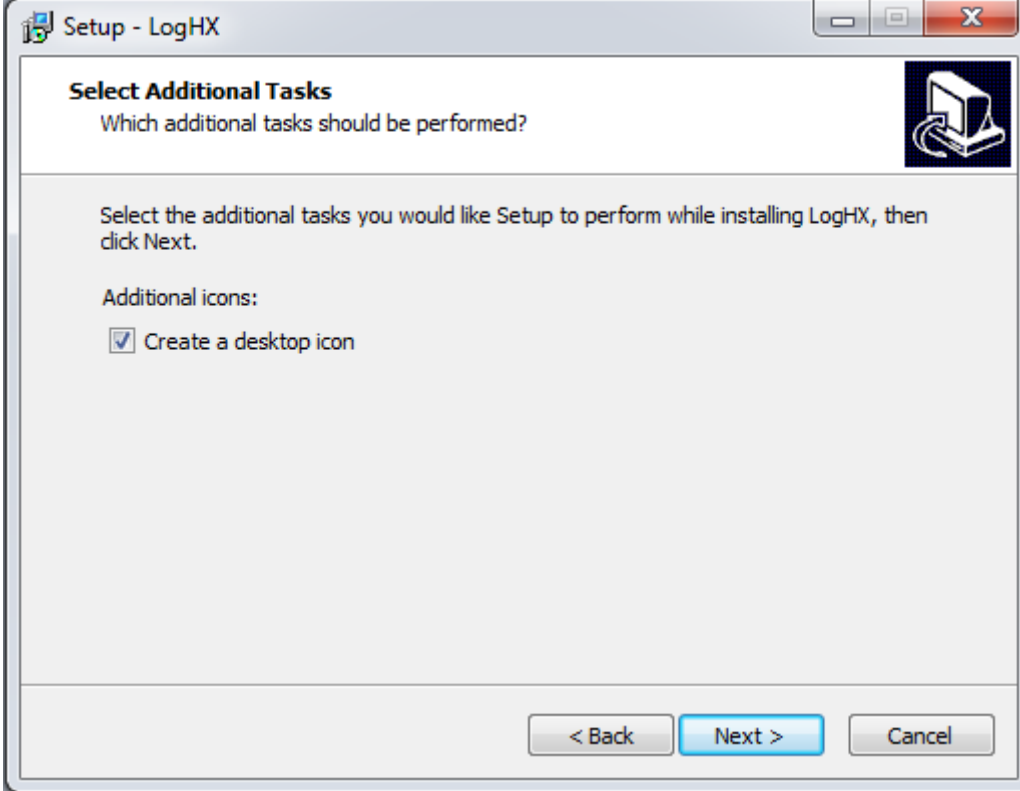 Setup - LogHX
Select Additional Tasks
Which additional tasks should be performed?
Select the additional tasks you would like Setup to perform while installing LogHX, then
click Next.
Additional icons:
Create a desktop icon
< Back
Next >
Cancel